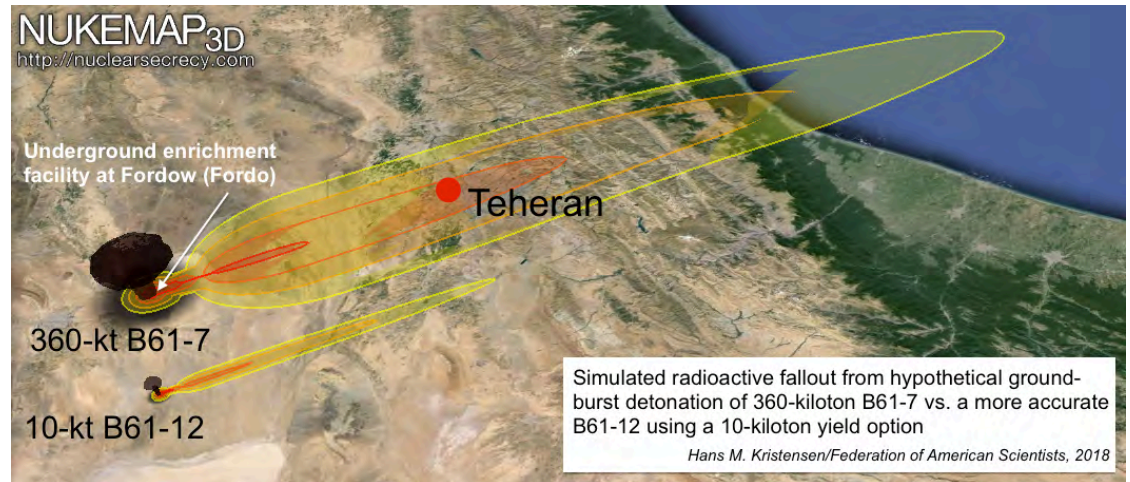 NUKEMAP3D
http://nuclearsecrecy.com
Underground enrichment
facility at Fordow (Fordo)
Teheran
360-kt B61-7
10-kt B61-12
Simulated radioactive fallout from hypothetical ground-
burst detonation of 360-kiloton B61-7 vs. a more accurate
B61-12 using a 10-kiloton yield option
Hans M. Kristensen/Federation of American Scientists, 2018